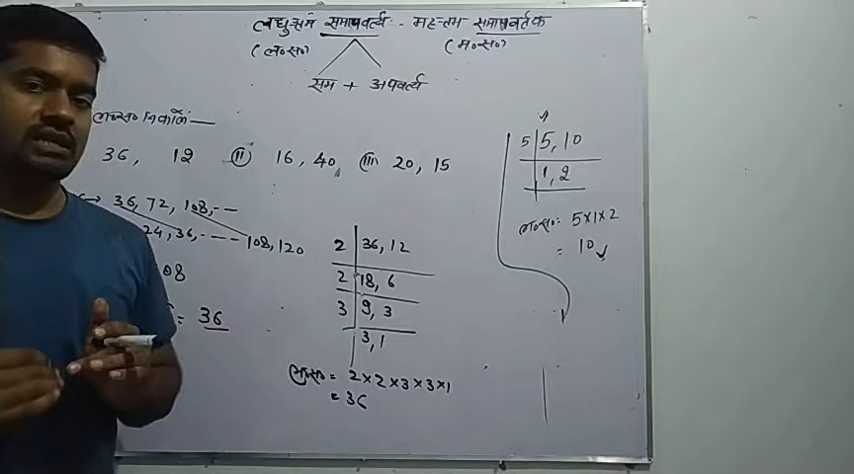 लघुत्तम समापवर्त्य - महत्तम समापवर्तक
(ल०स०) (म०स०)
सम + अपवर्त्य
ल०स० निकालें —
36, 12 (ii) 16, 40, (iii) 20, 15
36, 72, 108, ---
24, 36, ---- 108, 120
108
= 36
2 | 36, 12
2 | 18, 6
3 | 9, 3
3, 1
ल०स० = 2 × 2 × 3 × 3 × 1
= 36
5 | 5, 10
1, 2
ल०स० = 5 × 1 × 2
= 10